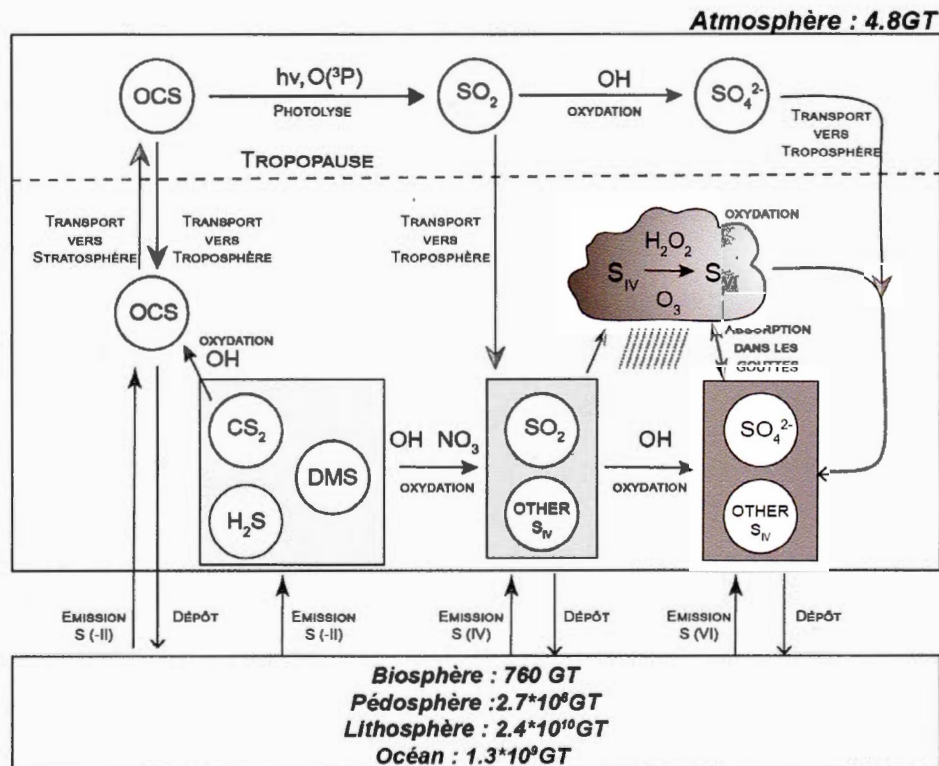 Atmosphère : 4.8GT
OCS
hν, O(³P)
PHOTOLYSE
SO₂
OH
OXYDATION
SO₄²⁻
TRANSPORT
VERS
TROPOSPHÈRE
TROPOPAUSE
TRANSPORT
VERS
STRATOSPHÈRE
TRANSPORT
VERS
TROPOSPHÈRE
TRANSPORT
VERS
TROPOSPHÈRE
OXYDATION
H₂O₂
S_IV
S_VI
O₃
ABSORPTION
DANS LES
GOUTTES
OCS
OXYDATION
OH
CS₂
DMS
H₂S
OH NO₃
OXYDATION
SO₂
OTHER
S_IV
OH
OXYDATION
SO₄²⁻
OTHER
S_IV
EMISSION
S (-II)
DÉPÔT
EMISSION
S (-II)
EMISSION
S (IV)
DÉPÔT
EMISSION
S (VI)
DÉPÔT
Biosphère : 760 GT
Pédosphère :2.7*10⁸GT
Lithosphère : 2.4*10¹⁰GT
Océan : 1.3*10⁹GT